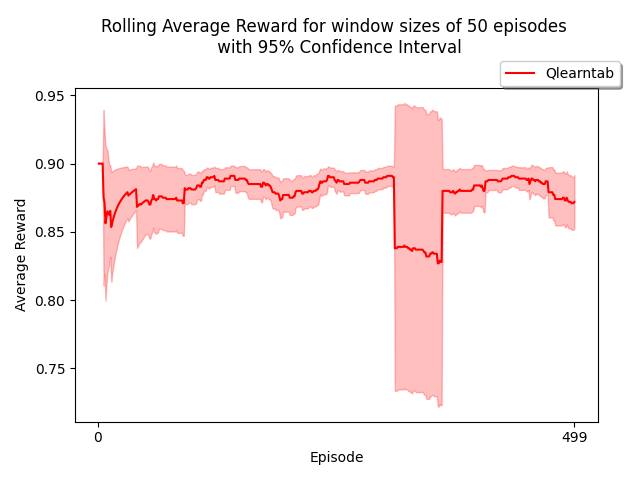 Rolling Average Reward for window sizes of 50 episodes
with 95% Confidence Interval
Qlearntab
0.95
0.90
0.85
0.80
0.75
Average Reward
0
499
Episode